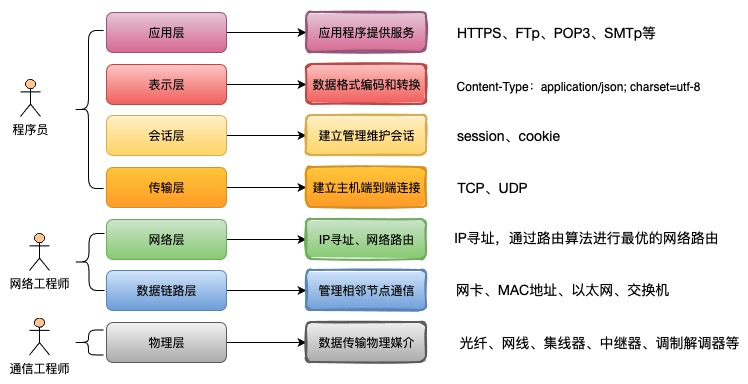 应用层 应用程序提供服务 HTTPS、FTp、POP3、SMTp等
表示层 数据格式编码和转换 Content-Type：application/json; charset=utf-8
程序员
会话层 建立管理维护会话 session、cookie
传输层 建立主机端到端连接 TCP、UDP
网络层 IP寻址、网络路由 IP寻址，通过路由算法进行最优的网络路由
网络工程师
数据链路层 管理相邻节点通信 网卡、MAC地址、以太网、交换机
物理层 数据传输物理媒介 光纤、网线、集线器、中继器、调制解调器等
通信工程师